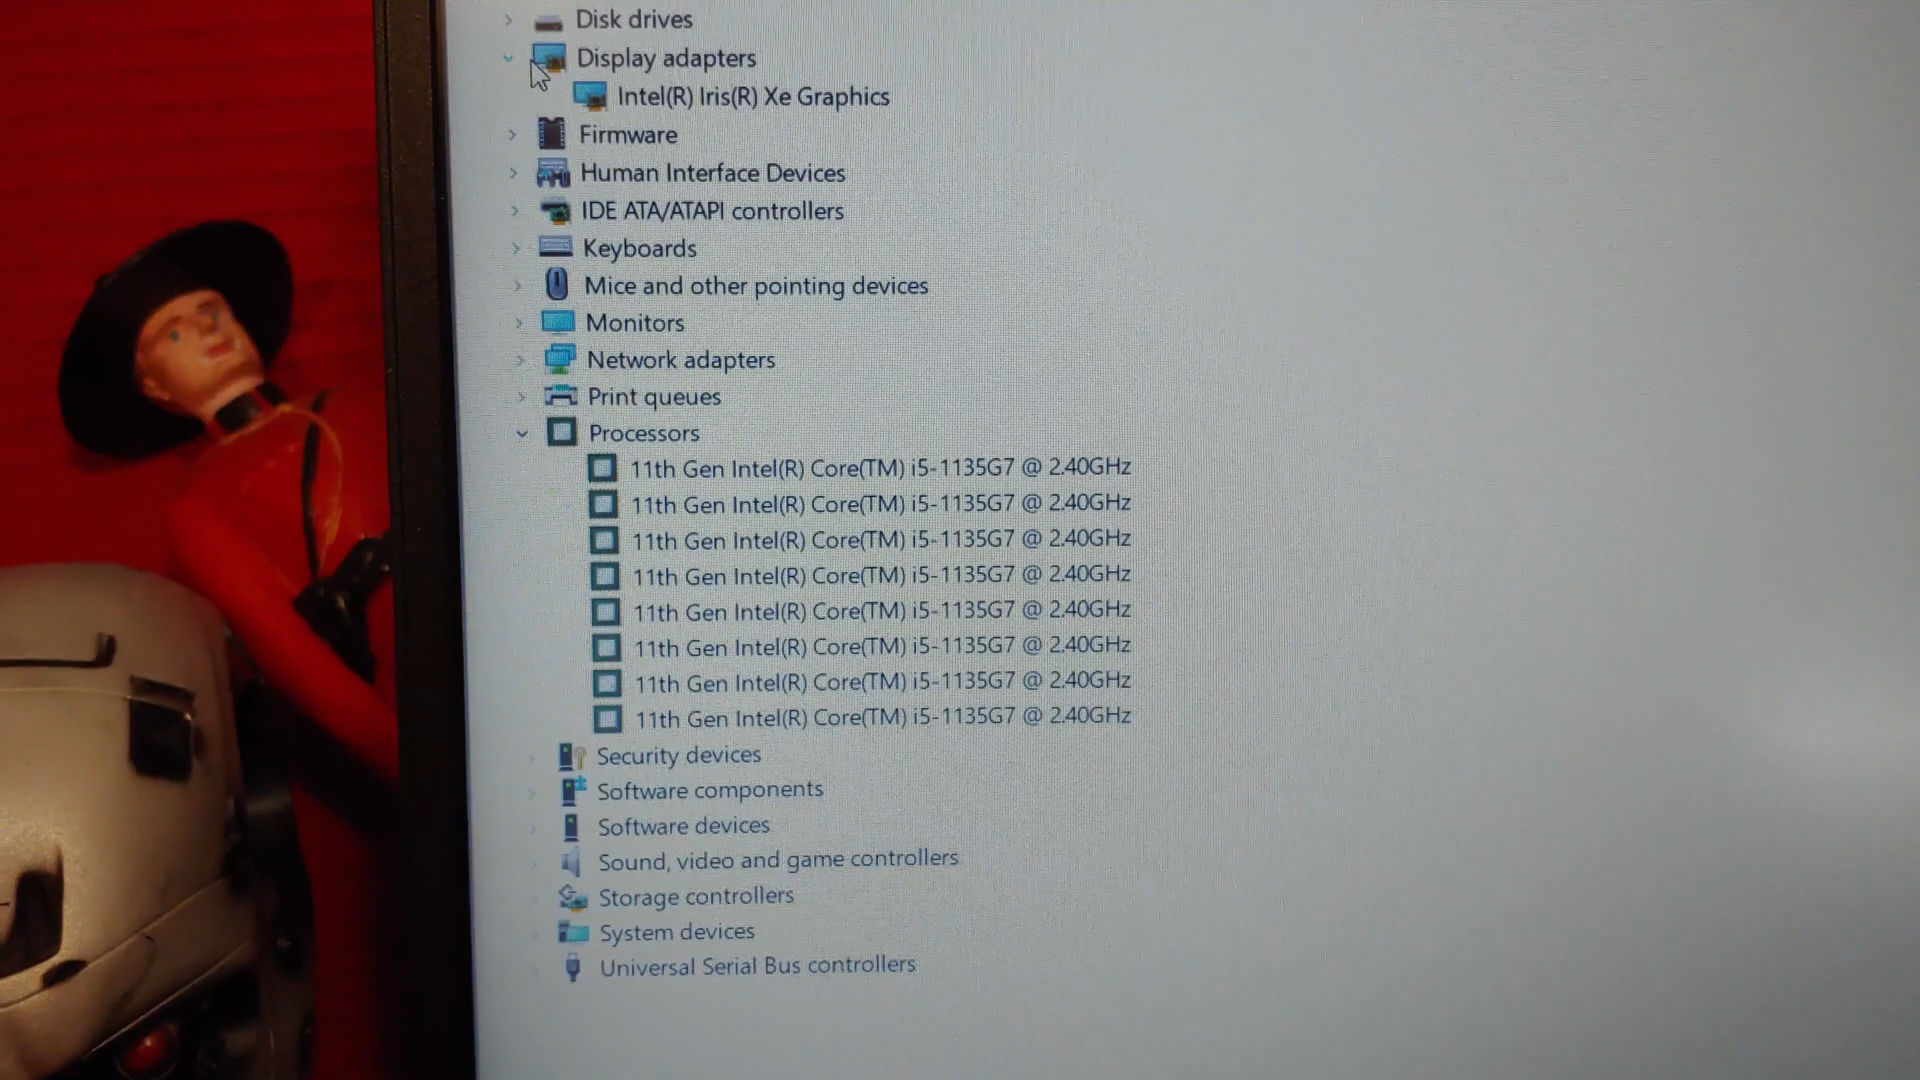 Disk drives
Display adapters
Intel(R) Iris(R) Xe Graphics
Firmware
Human Interface Devices
IDE ATA/ATAPI controllers
Keyboards
Mice and other pointing devices
Monitors
Network adapters
Print queues
Processors
11th Gen Intel(R) Core(TM) i5-1135G7 @ 2.40GHz
11th Gen Intel(R) Core(TM) i5-1135G7 @ 2.40GHz
11th Gen Intel(R) Core(TM) i5-1135G7 @ 2.40GHz
11th Gen Intel(R) Core(TM) i5-1135G7 @ 2.40GHz
11th Gen Intel(R) Core(TM) i5-1135G7 @ 2.40GHz
11th Gen Intel(R) Core(TM) i5-1135G7 @ 2.40GHz
11th Gen Intel(R) Core(TM) i5-1135G7 @ 2.40GHz
11th Gen Intel(R) Core(TM) i5-1135G7 @ 2.40GHz
Security devices
Software components
Software devices
Sound, video and game controllers
Storage controllers
System devices
Universal Serial Bus controllers